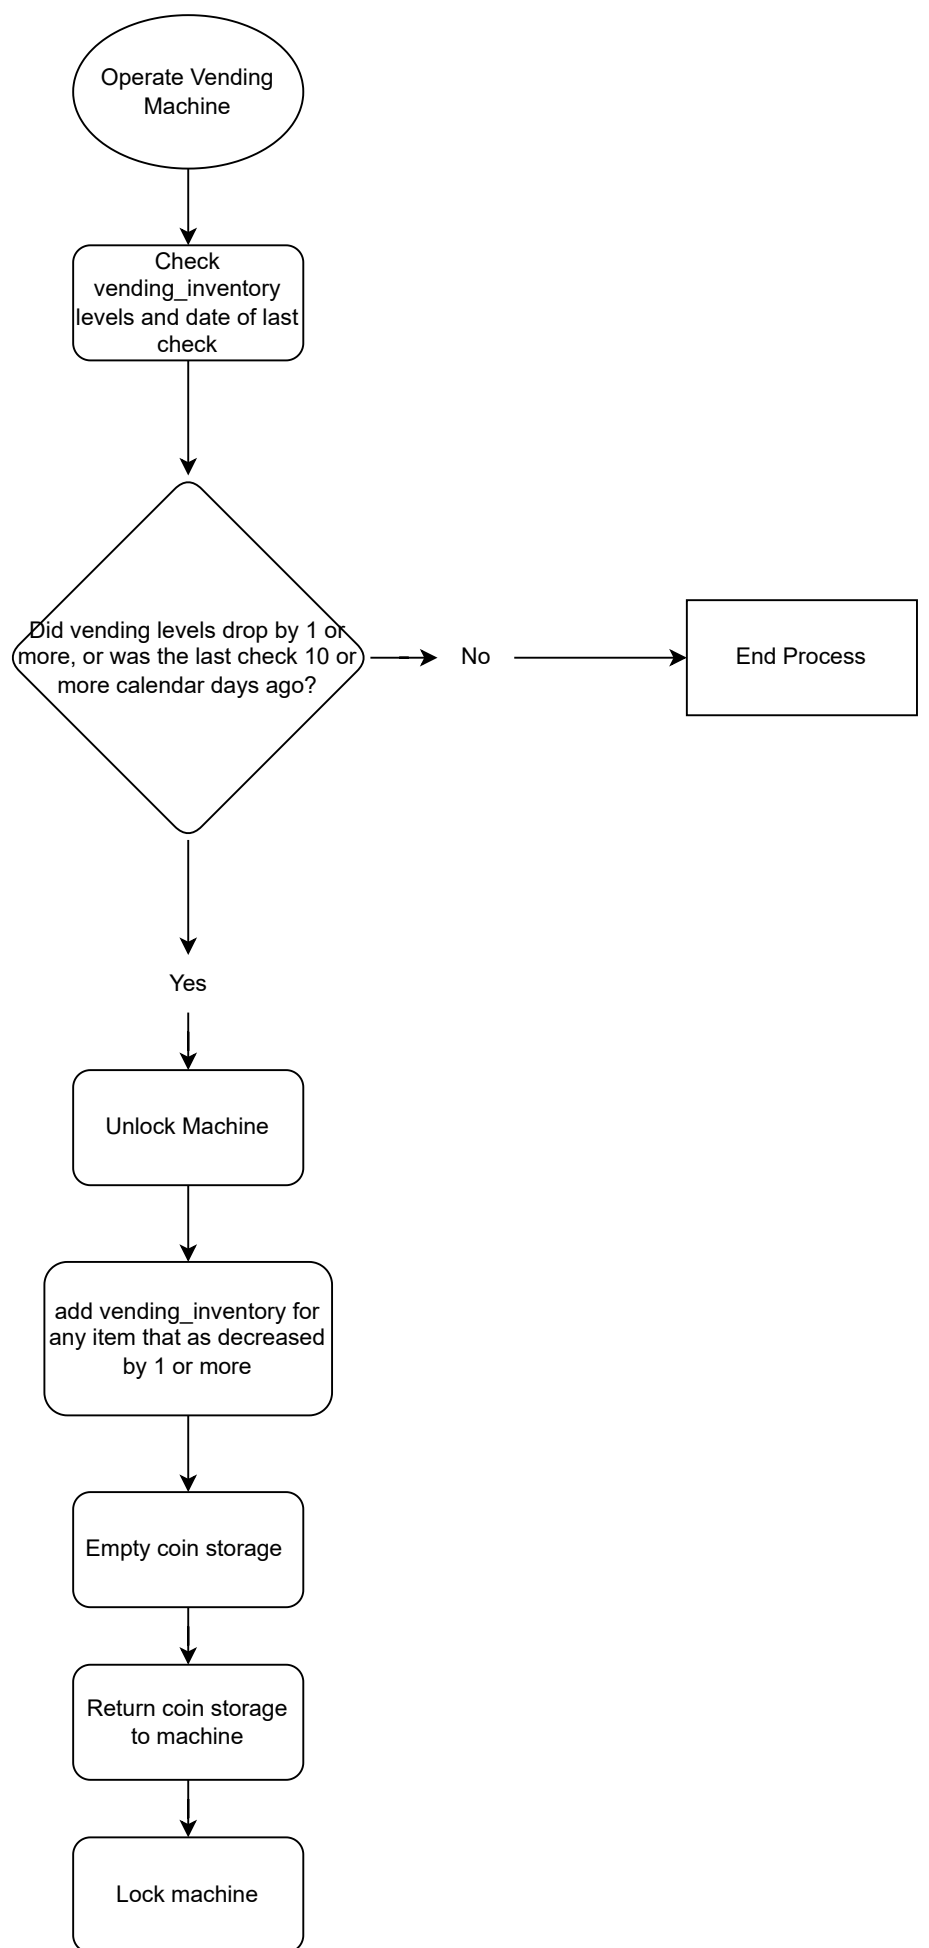 Operate Vending
Machine
Check
vending_inventory
levels and date of last
check
Did vending levels drop by 1 or
more, or was the last check 10 or
more calendar days ago?
No
End Process
Yes
Unlock Machine
add vending_inventory for
any item that as decreased
by 1 or more
Empty coin storage
Return coin storage
to machine
Lock machine